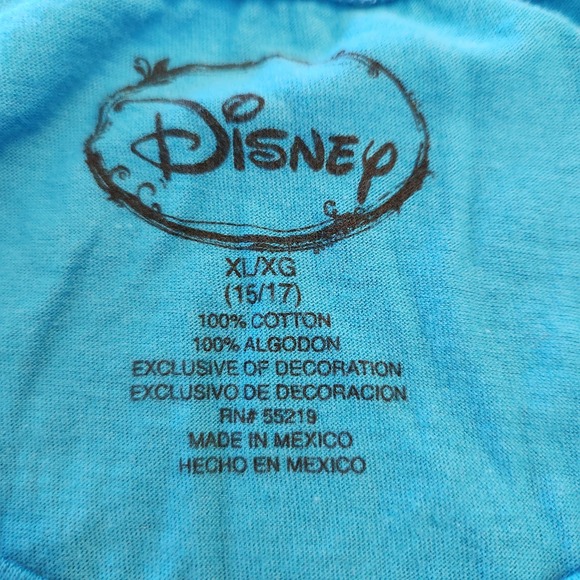 Disney
XL/XG
(15/17)
100% COTTON
100% ALGODON
EXCLUSIVE OF DECORATION
EXCLUSIVO DE DECORACION
RN# 55219
MADE IN MEXICO
HECHO EN MEXICO